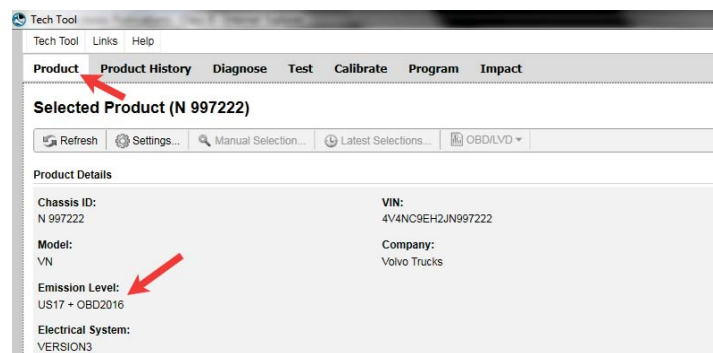 Tech Tool
Tech Tool Links Help
Product Product History Diagnose Test Calibrate Program Impact
Selected Product (N 997222)
Refresh Settings... Manual Selection... Latest Selections... OBD/LVD
Product Details
Chassis ID: VIN:
N 997222 4V4NC9EH2JN997222
Model: Company:
VN Volvo Trucks
Emission Level:
US17 + OBD2016
Electrical System:
VERSION3